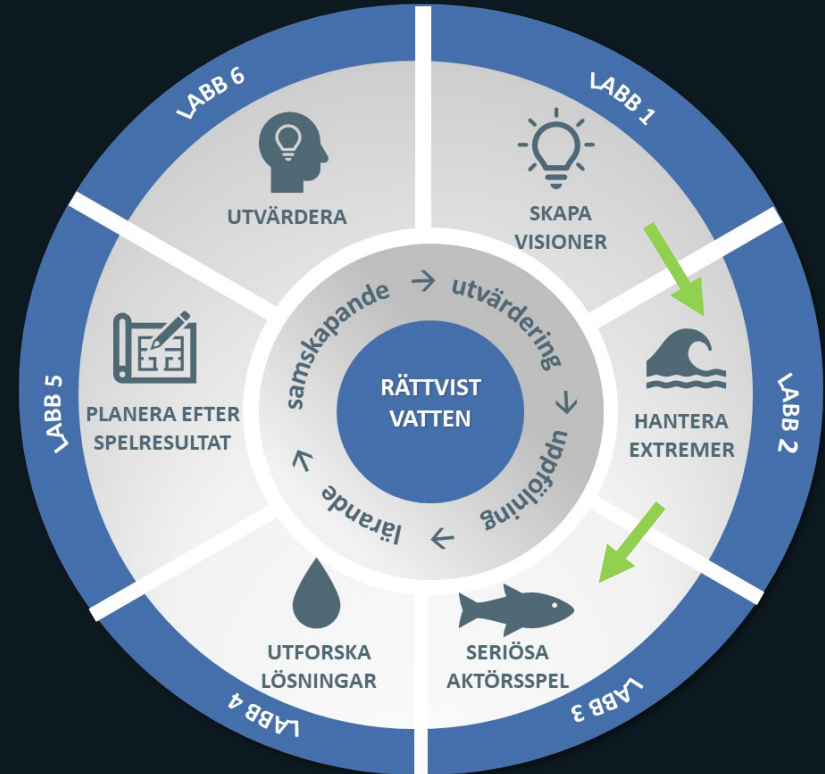 LABB 1
SKAPA
VISIONER
LABB 2
HANTERA
EXTREMER
LABB 3
SERIÖSA
AKTÖRSSPEL
LABB 4
UTFORSKA
LÖSNINGAR
LABB 5
PLANERA EFTER
SPELRESULTAT
LABB 6
UTVÄRDERA
samskapande → utvärdering → uppfölning → lärande →
RÄTTVIST
VATTEN